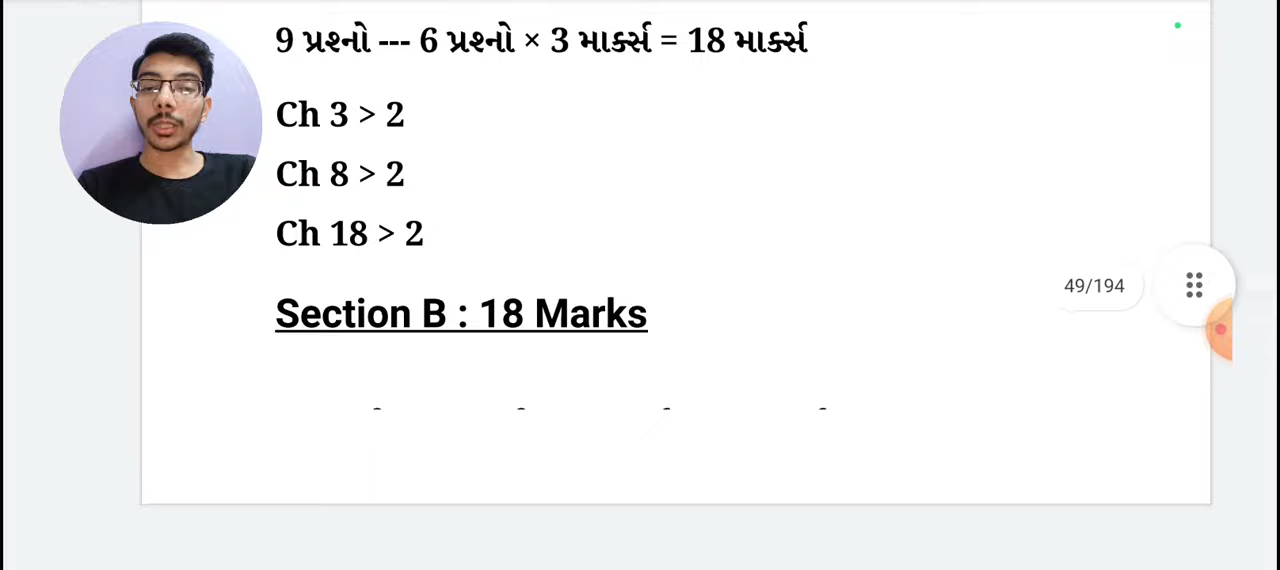 9 પ્રશ્નો --- 6 પ્રશ્નો × 3 માર્ક્સ = 18 માર્ક્સ
Ch 3 > 2
Ch 8 > 2
Ch 18 > 2
49/194
Section B : 18 Marks